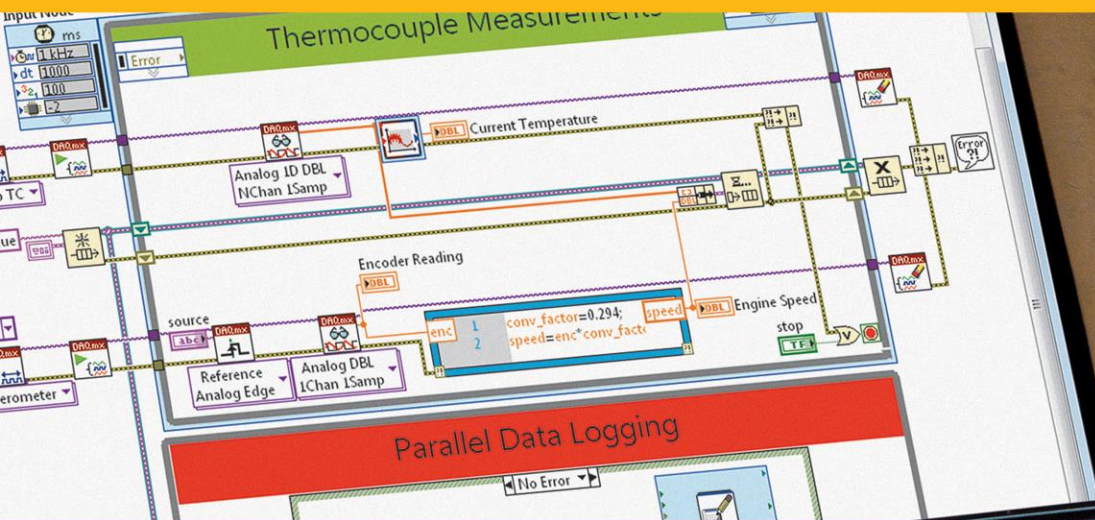 Input Node
Thermocouple Measurements
ms
1 kHz
dt 1000
100
-2
Error
DAQmx
DAQmx
DAQmx
DBL Current Temperature
Analog 1D DBL
NChan 1Samp
TC
Error
?!
Encoder Reading
DBL
DAQmx
source
abc
DAQmx
DAQmx
enc
1 conv_factor=0.294;
2 speed=enc*conv_facto
speed
DBL Engine Speed
stop
TF
DAQmx
Reference
Analog Edge
Analog DBL
1Chan 1Samp
erometer
Parallel Data Logging
No Error